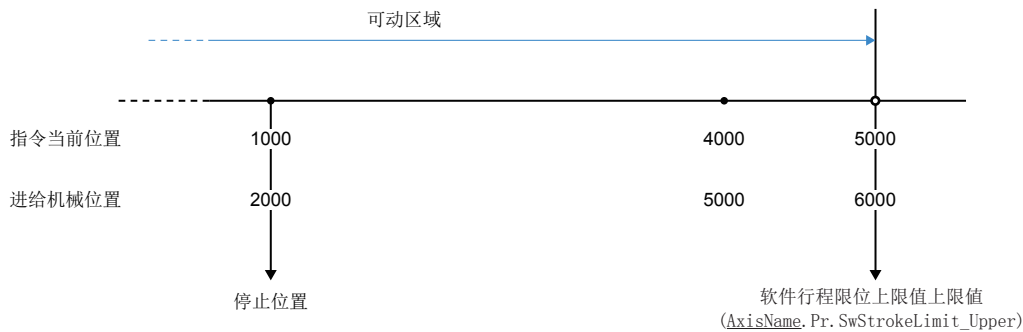 可动区域
指令当前位置 1000 4000 5000
进给机械位置 2000 5000 6000
停止位置
软件行程限位上限值上限値
(AxisName.Pr.SwStrokeLimit_Upper)